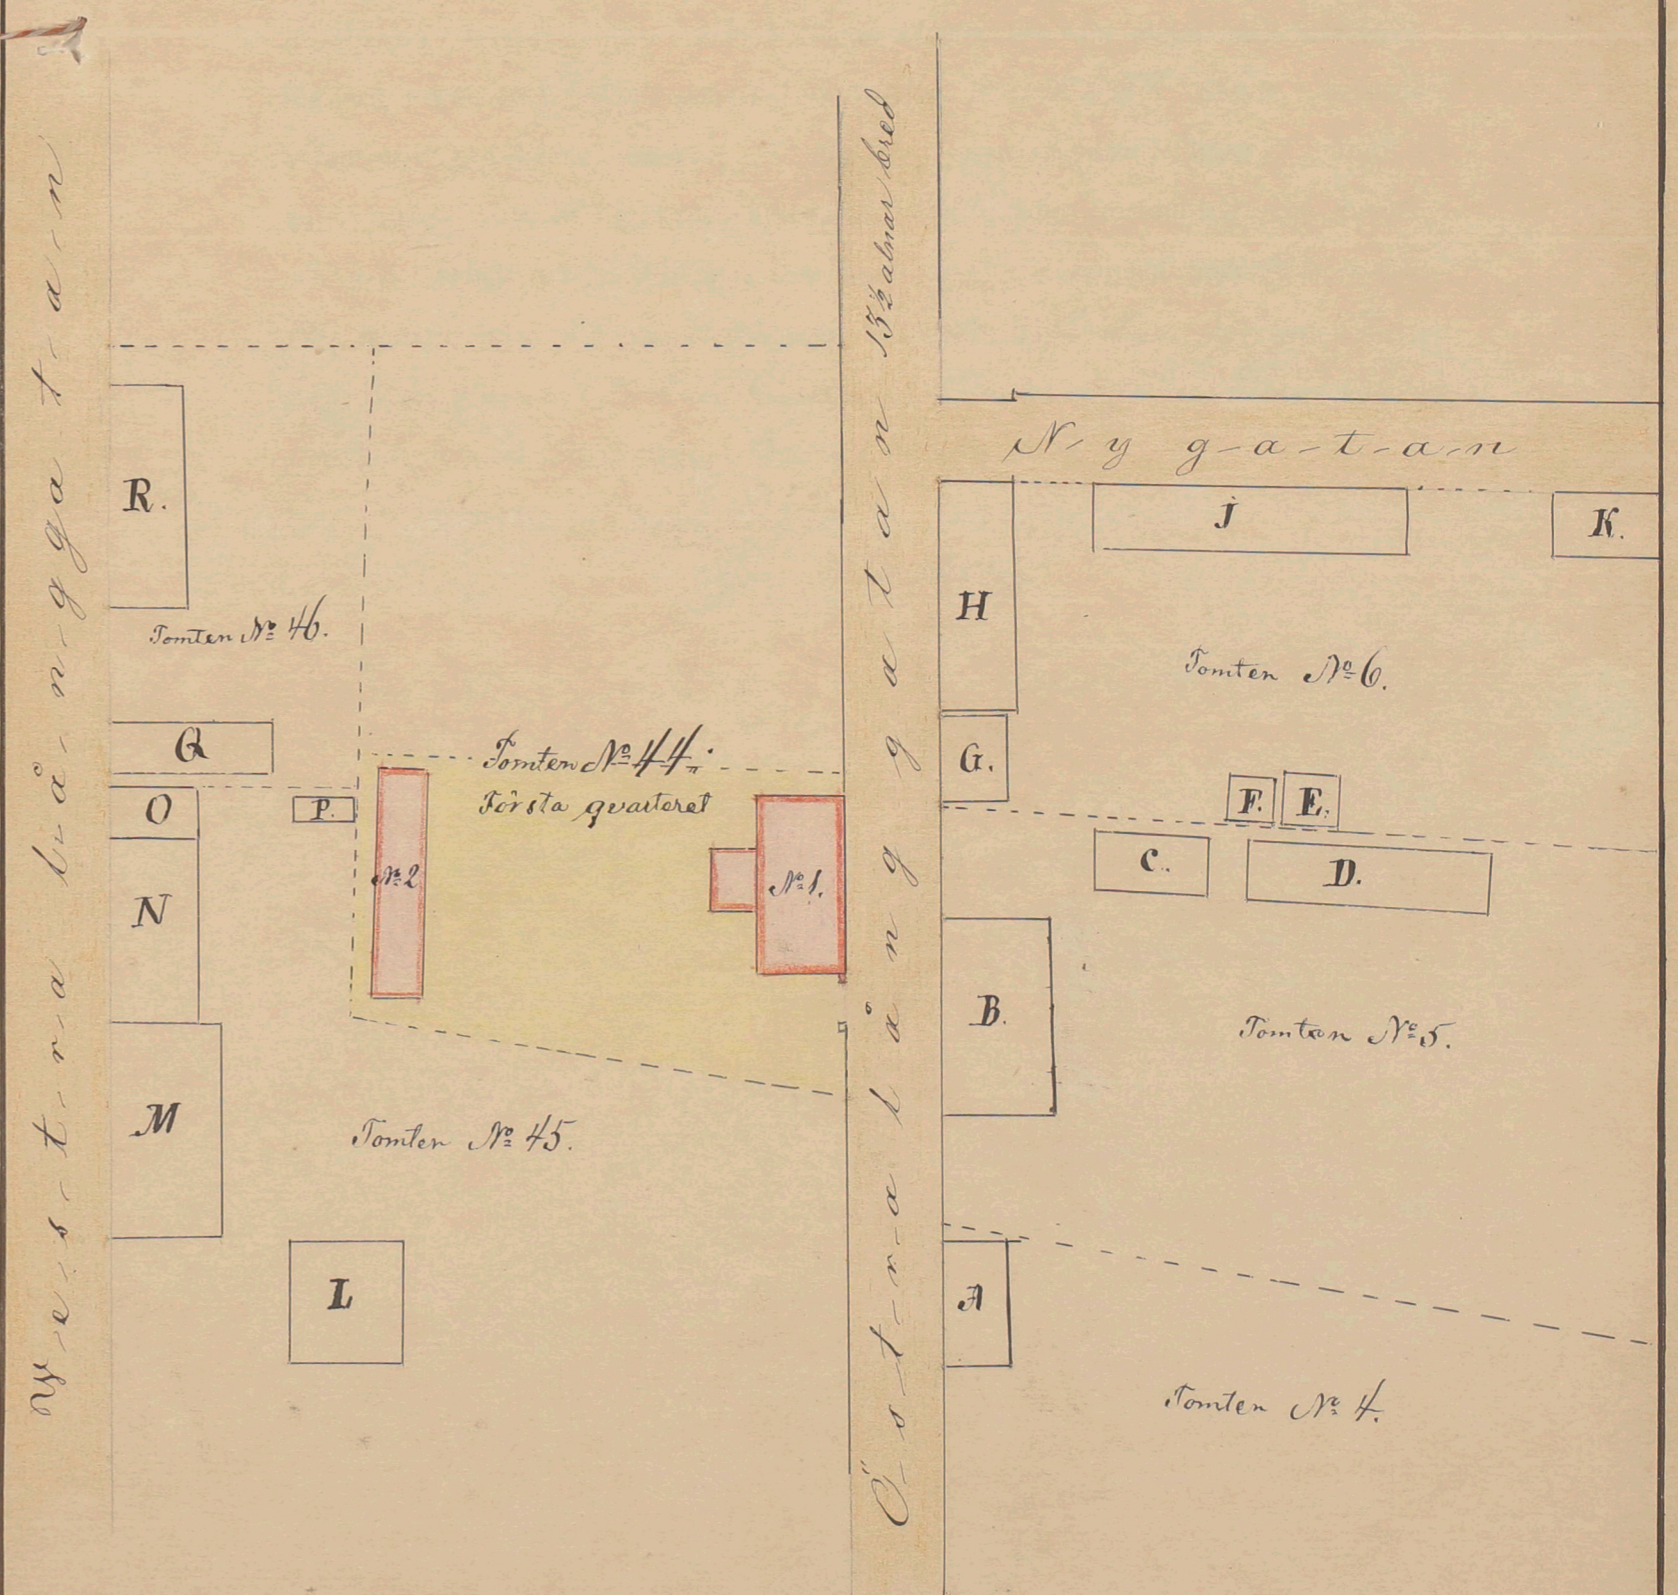 Westra långgatan
Östra långgatan 13½ alnar bred
Nygatan
R.
J
K.
H
Tomten No 46.
Tomten No 6.
Q
G.
Tomten No 44.
Första qvarteret
O
P.
F.
E.
C.
D.
No 2
No 1.
N
B.
Tomten No 5.
M
Tomten No 45.
L
A
Tomten No 4.